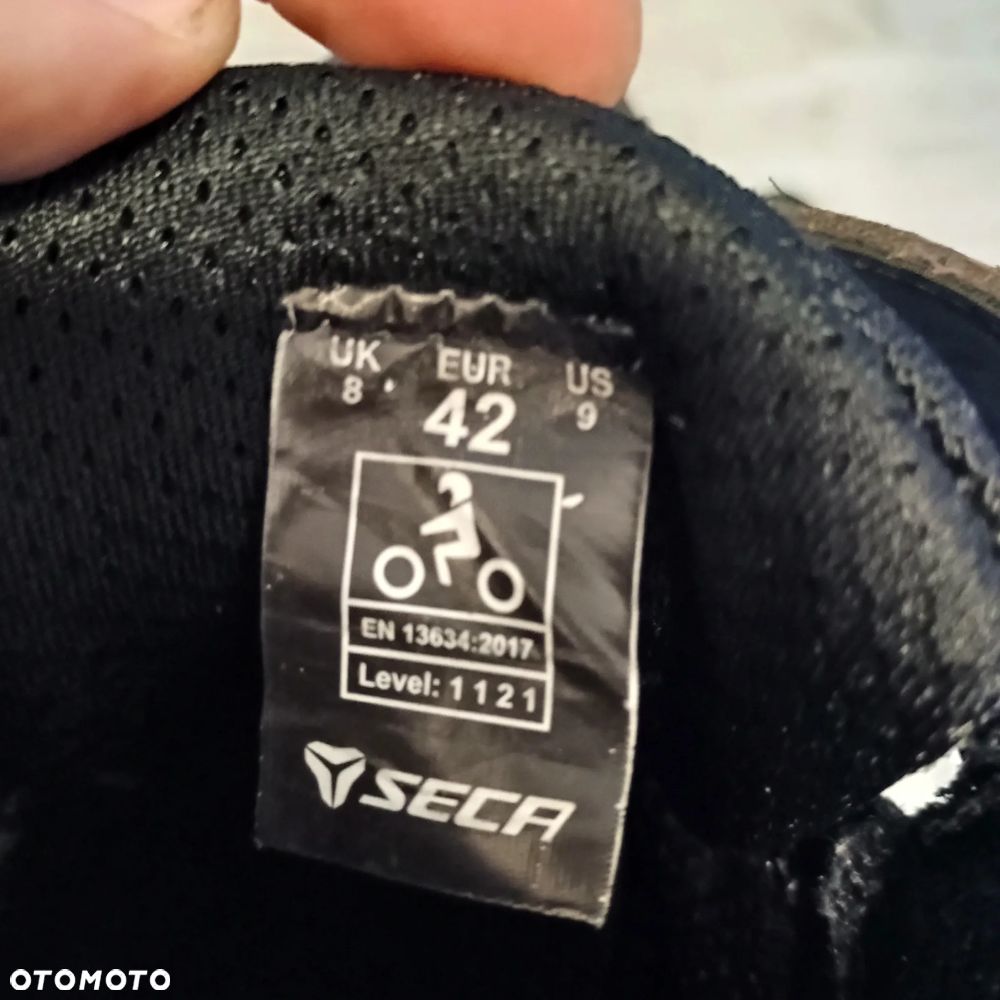 UK EUR US
8 42 9
EN 13634:2017
Level: 1 1 2 1
SECA
OTOMOTO